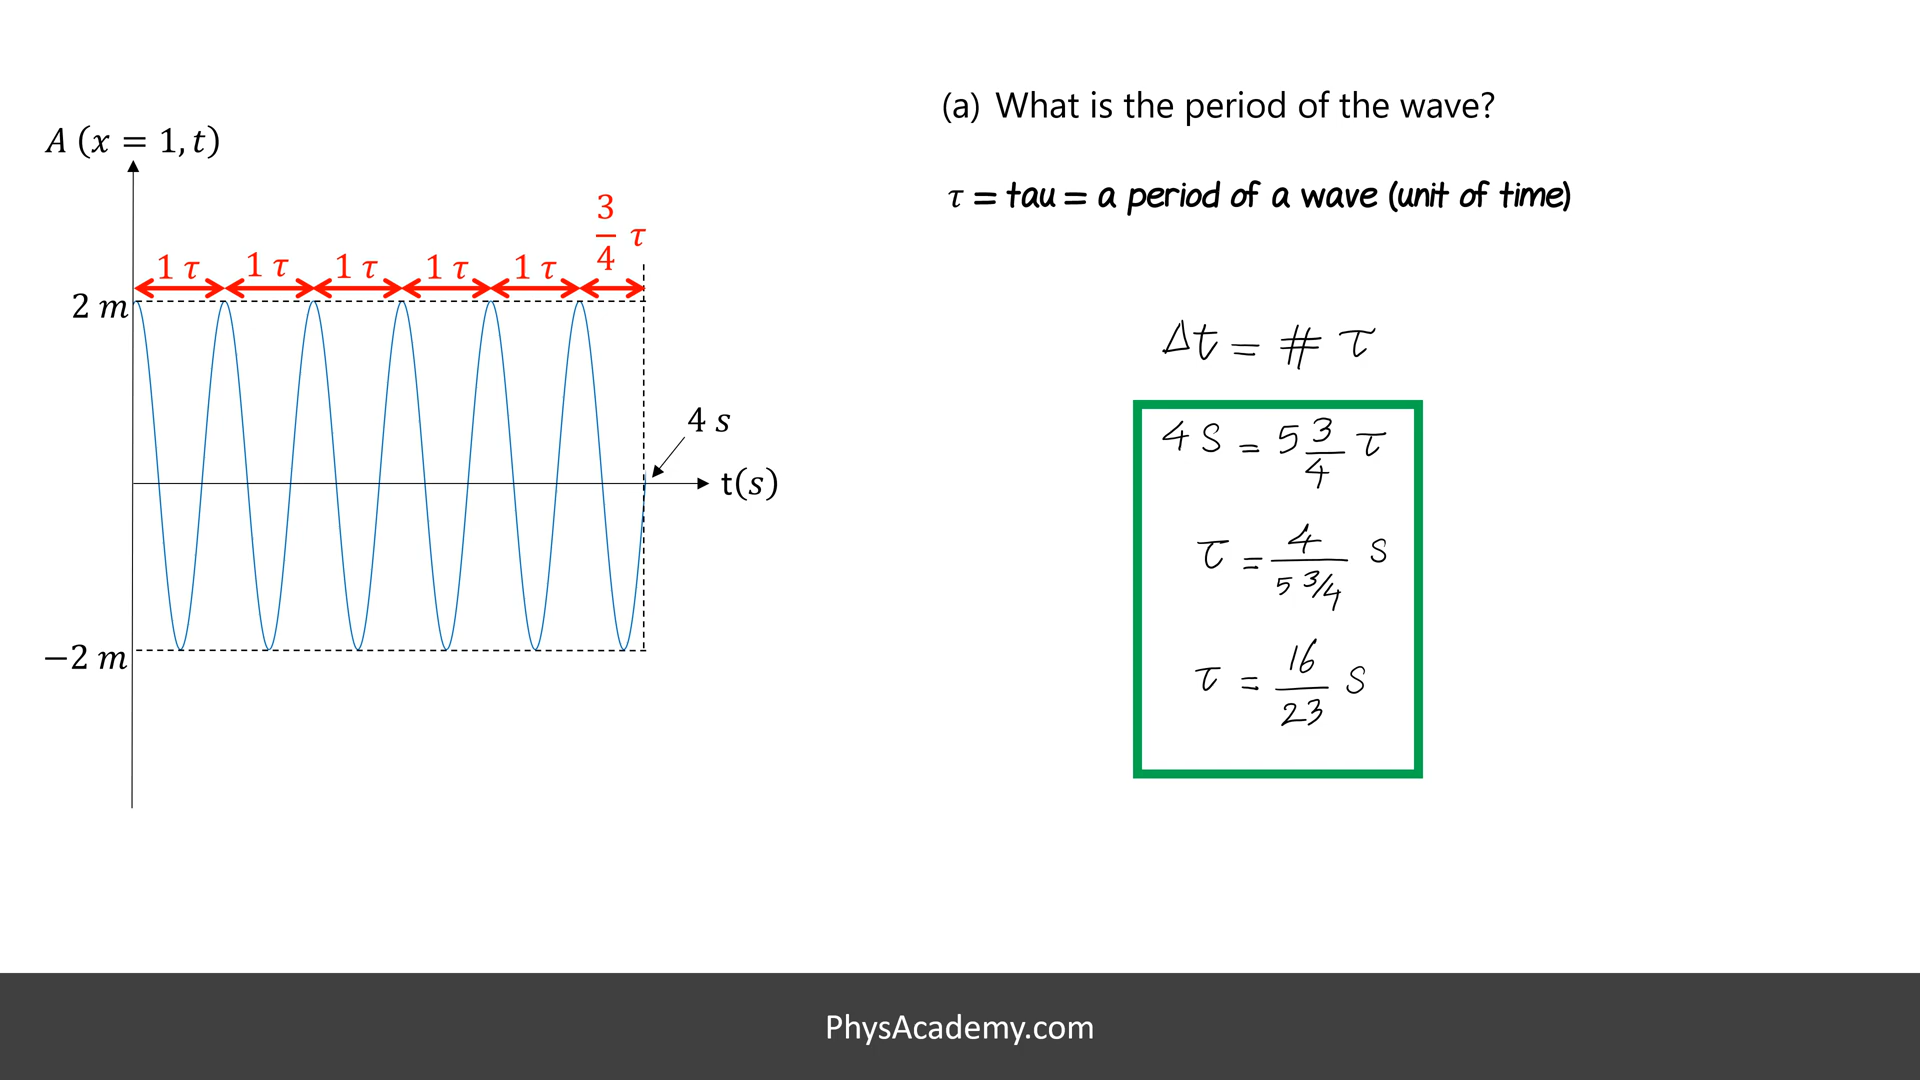 (a) What is the period of the wave?
A (x = 1, t)
τ = tau = a period of a wave (unit of time)
1 τ 1 τ 1 τ 1 τ 1 τ 3/4 τ
2 m
Δt = # τ
4 s
4 S = 5 3/4 τ
t(s)
τ = 4 / 5 3/4 S
−2 m
τ = 16/23 S
PhysAcademy.com